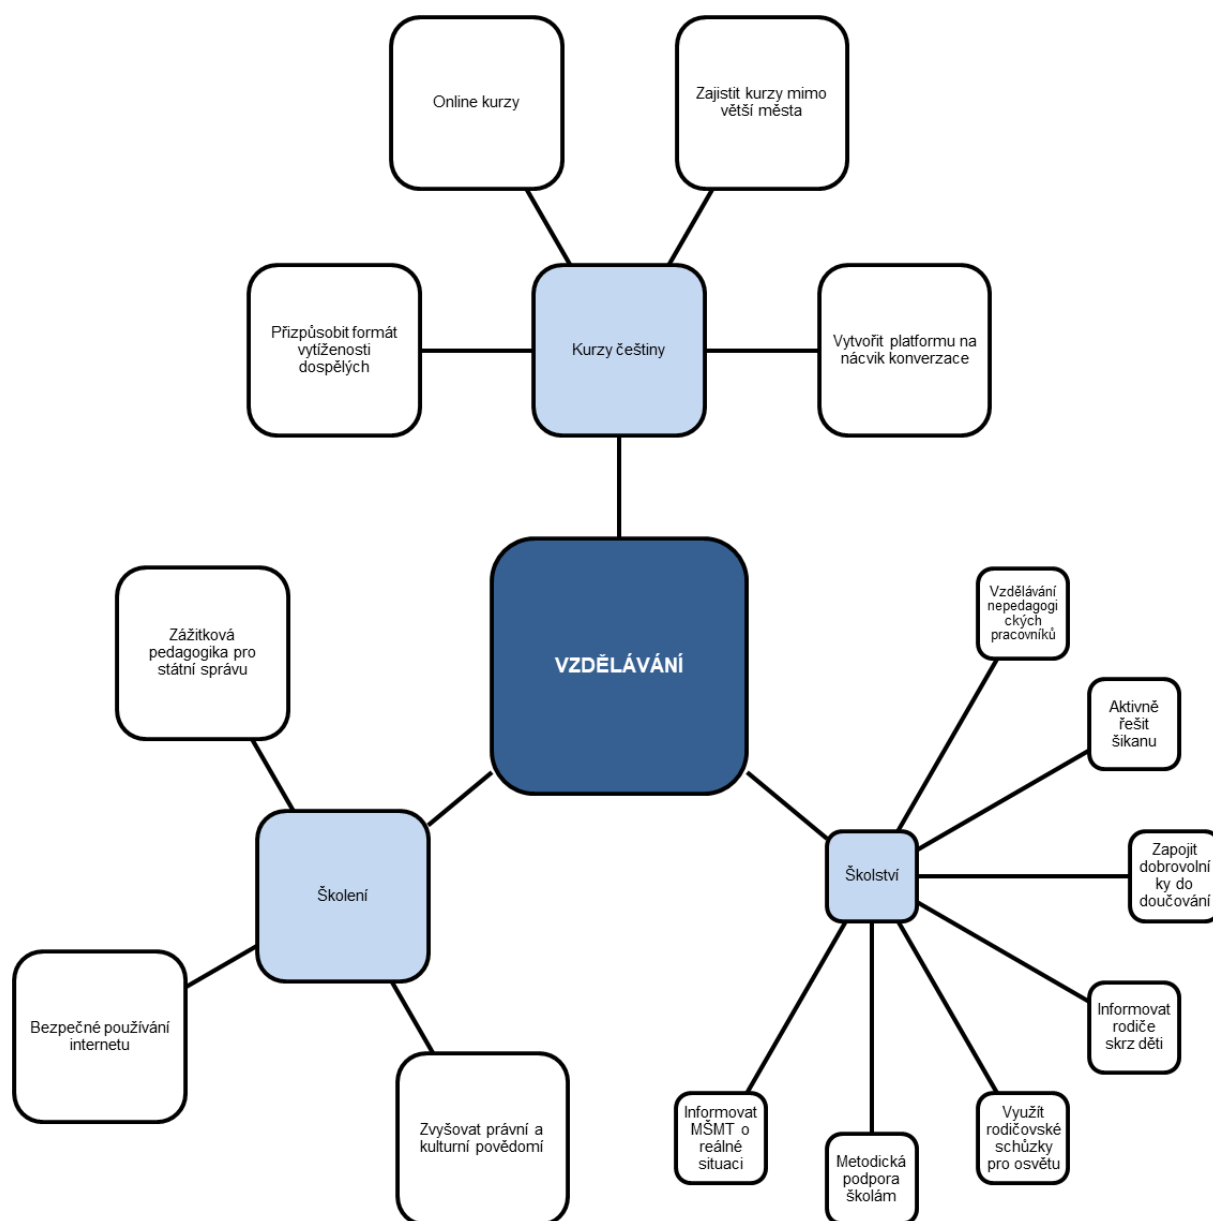 Online kurzy
Zajistit kurzy mimo
větší města
Přizpůsobit formát
vytíženosti
dospělých
Kurzy češtiny
Vytvořit platformu na
nácvik konverzace
VZDĚLÁVÁNÍ
Zážitková
pedagogika pro
státní správu
Školení
Bezpečné používání
internetu
Zvyšovat právní a
kulturní povědomí
Školství
Vzdělávání
nepedagogi
ckých
pracovníků
Aktivně
řešit
šikanu
Zapojit
dobrovolní
ky do
doučování
Informovat
rodiče
skrz děti
Využít
rodičovské
schůzky
pro osvětu
Metodická
podpora
školám
Informovat
MŠMT o
reálné
situaci